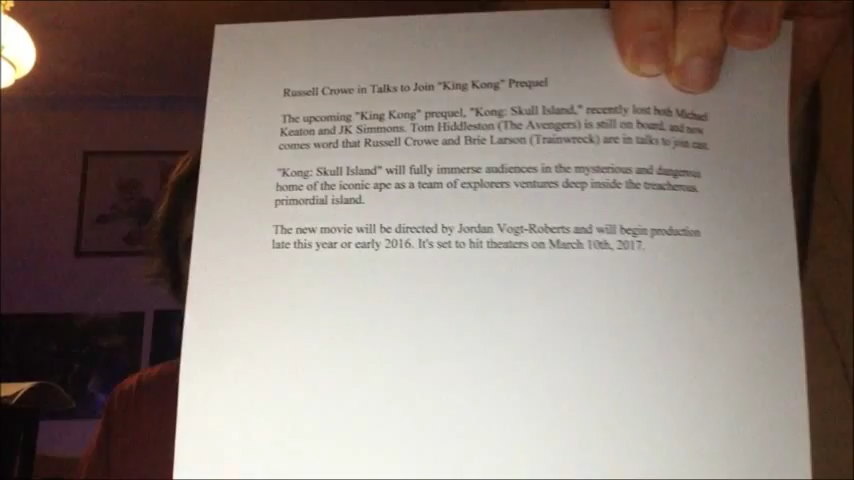 Russell Crowe in Talks to Join "King Kong" Prequel
The upcoming "King Kong" prequel, "Kong: Skull Island," recently lost both Michael
Keaton and JK Simmons. Tom Hiddleston (The Avengers) is still on board, and now
comes word that Russell Crowe and Brie Larson (Trainwreck) are in talks to join cast.
"Kong: Skull Island" will fully immerse audiences in the mysterious and dangerous
home of the iconic ape as a team of explorers ventures deep inside the treacherous,
primordial island.
The new movie will be directed by Jordan Vogt-Roberts and will begin production
late this year or early 2016. It's set to hit theaters on March 10th, 2017.